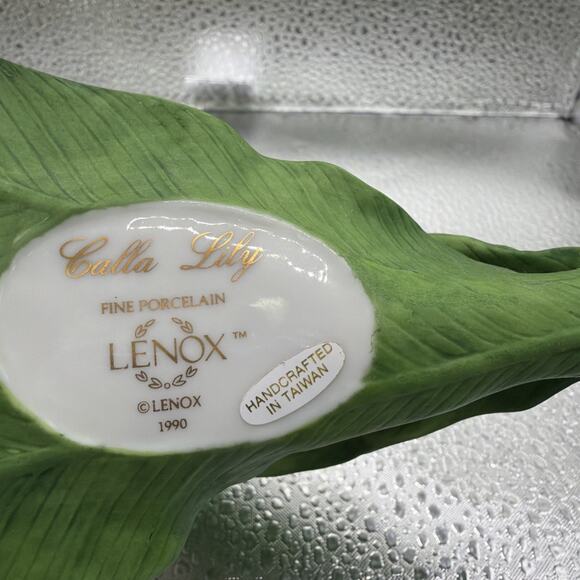 Calla Lily
FINE PORCELAIN
LENOX™
©LENOX
1990
HANDCRAFTED
IN TAIWAN